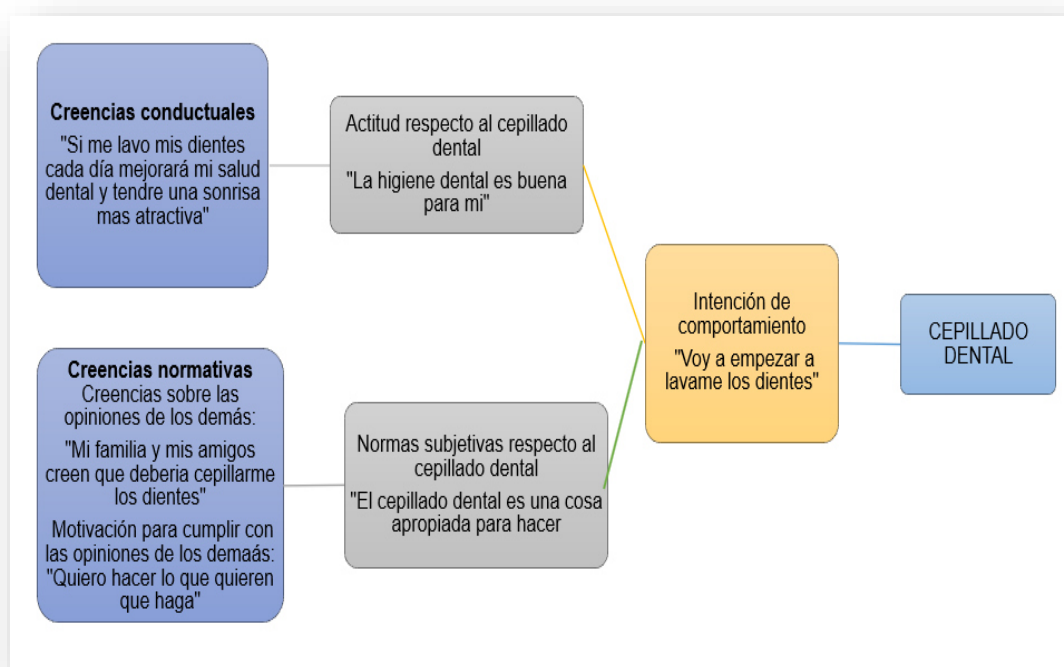 Creencias conductuales
"Si me lavo mis dientes
cada día mejorará mi salud
dental y tendre una sonrisa
mas atractiva"
Actitud respecto al cepillado
dental
"La higiene dental es buena
para mi"
Creencias normativas
Creencias sobre las
opiniones de los demás:
"Mi familia y mis amigos
creen que deberia cepillarme
los dientes"
Motivación para cumplir con
las opiniones de los demaás:
"Quiero hacer lo que quieren
que haga"
Normas subjetivas respecto al
cepillado dental
"El cepillado dental es una cosa
apropiada para hacer
Intención de
comportamiento
"Voy a empezar a
lavame los dientes"
CEPILLADO
DENTAL